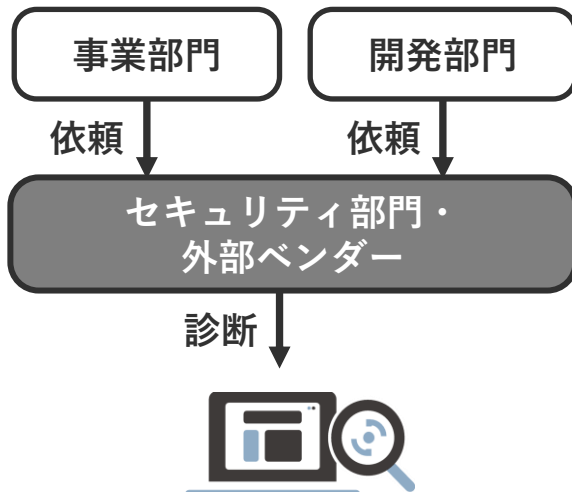 事業部門
開発部門
依頼
依頼
セキュリティ部門・
外部ベンダー
診断